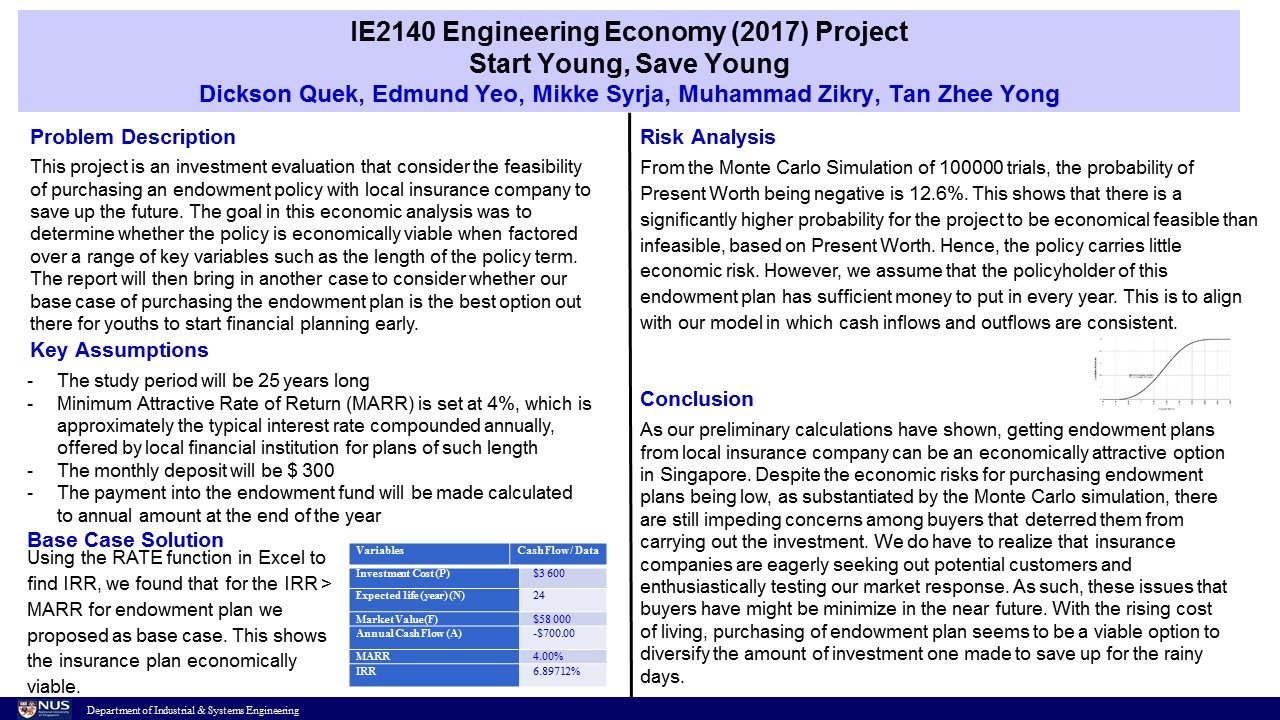 IE2140 Engineering Economy (2017) Project
Start Young, Save Young
Dickson Quek, Edmund Yeo, Mikke Syrja, Muhammad Zikry, Tan Zhee Yong
Problem Description
This project is an investment evaluation that consider the feasibility
of purchasing an endowment policy with local insurance company to
save up the future. The goal in this economic analysis was to
determine whether the policy is economically viable when factored
over a range of key variables such as the length of the policy term.
The report will then bring in another case to consider whether our
base case of purchasing the endowment plan is the best option out
there for youths to start financial planning early.
Key Assumptions
- The study period will be 25 years long
- Minimum Attractive Rate of Return (MARR) is set at 4%, which is
approximately the typical interest rate compounded annually,
offered by local financial institution for plans of such length
- The monthly deposit will be $ 300
- The payment into the endowment fund will be made calculated
to annual amount at the end of the year
Base Case Solution
Using the RATE function in Excel to
find IRR, we found that for the IRR >
MARR for endowment plan we
proposed as base case. This shows
the insurance plan economically
viable.
Variables Cash Flow / Data
Investment Cost (P) $3 600
Expected life (year) (N) 24
Market Value(F) $58 000
Annual Cash Flow (A) -$700.00
MARR 4.00%
IRR 6.89712%
Risk Analysis
From the Monte Carlo Simulation of 100000 trials, the probability of
Present Worth being negative is 12.6%. This shows that there is a
significantly higher probability for the project to be economical feasible than
infeasible, based on Present Worth. Hence, the policy carries little
economic risk. However, we assume that the policyholder of this
endowment plan has sufficient money to put in every year. This is to align
with our model in which cash inflows and outflows are consistent.
Conclusion
As our preliminary calculations have shown, getting endowment plans
from local insurance company can be an economically attractive option
in Singapore. Despite the economic risks for purchasing endowment
plans being low, as substantiated by the Monte Carlo simulation, there
are still impeding concerns among buyers that deterred them from
carrying out the investment. We do have to realize that insurance
companies are eagerly seeking out potential customers and
enthusiastically testing our market response. As such, these issues that
buyers have might be minimize in the near future. With the rising cost
of living, purchasing of endowment plan seems to be a viable option to
diversify the amount of investment one made to save up for the rainy
days.
NUS
National University
of Singapore
Department of Industrial & Systems Engineering